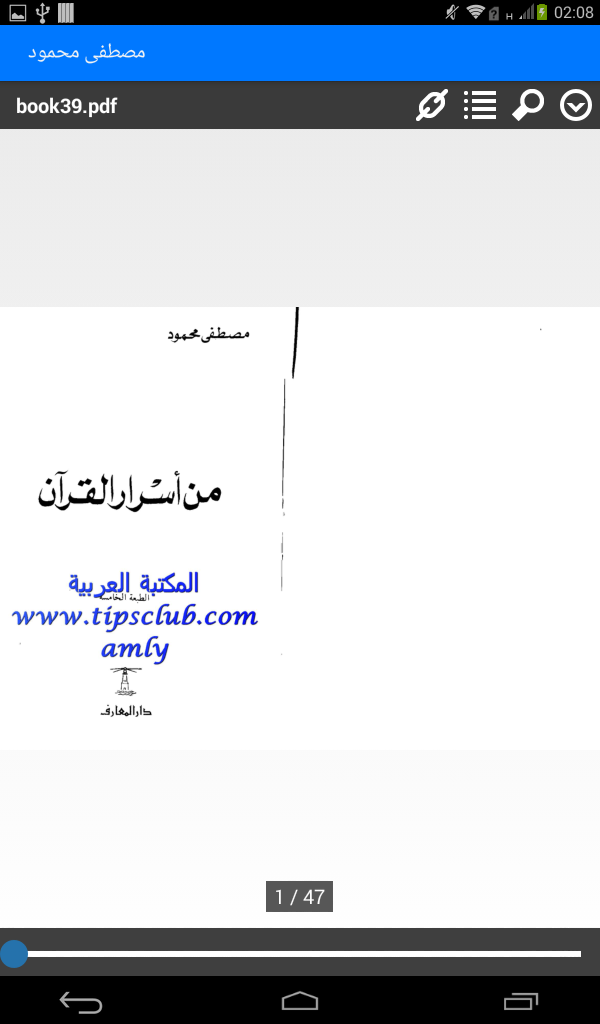 02:08
مصطفى محمود
book39.pdf
مصطفى محمود
من أسرار القرآن
المكتبة العربية
الطبعة الخامسة
www.tipsclub.com
amly
دار المعارف
1 / 47